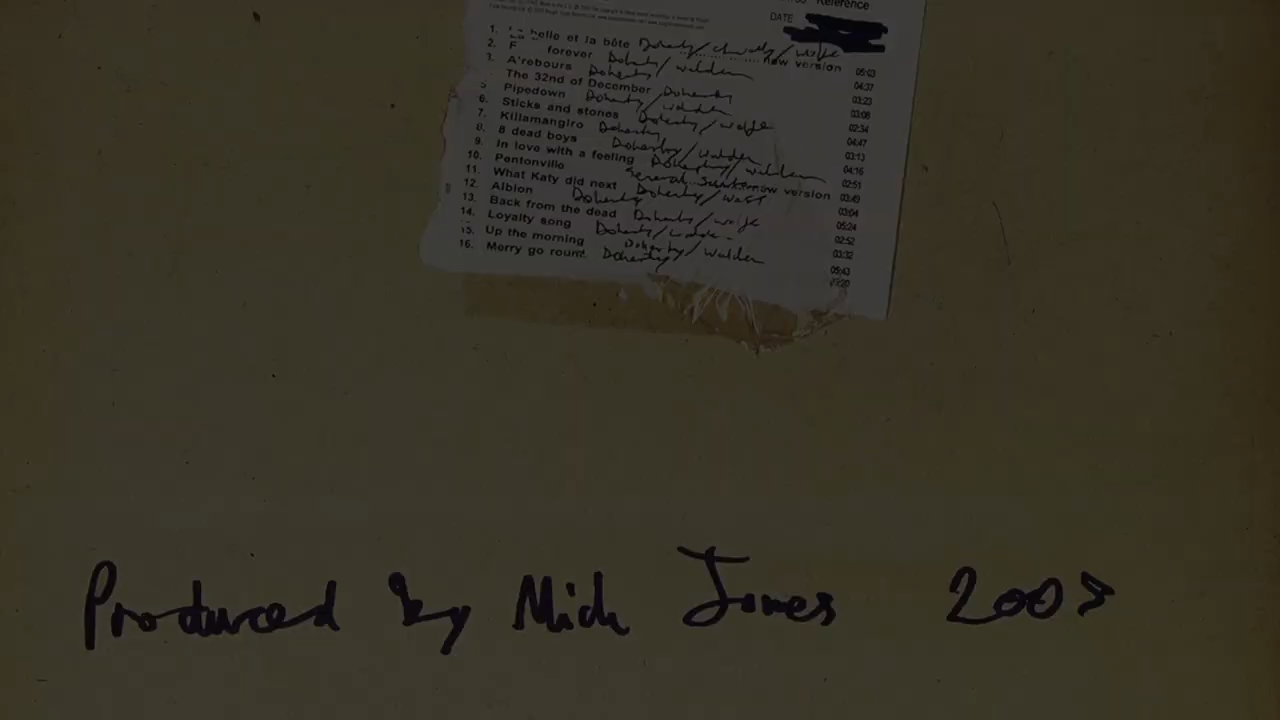 Reference
DATE
1. La belle et la bête Doherty/ /wolfe new version 05:03
2. F forever Doherty/Walden 04:37
3. A'rebours Doherty/Walden 03:23
The 32nd of December Doherty 03:08
5 Pipedown Doherty/Walden 02:34
6. Sticks and stones Doherty/wolfe 04:47
7. Killamangiro Doherty 03:13
8. 8 dead boys Doherty/Walden 04:16
9. In love with a feeling Doherty/Walden 02:51
10. Pentonville General new version 03:49
11. What Katy did next Doherty/ 03:04
12. Albion Doherty 05:24
13. Back from the dead Doherty/wolfe 02:52
14. Loyalty song Doherty/ 03:32
15. Up the morning Doherty/Walden 05:43
16. Merry go round Doherty
Produced by Mick Jones 2005